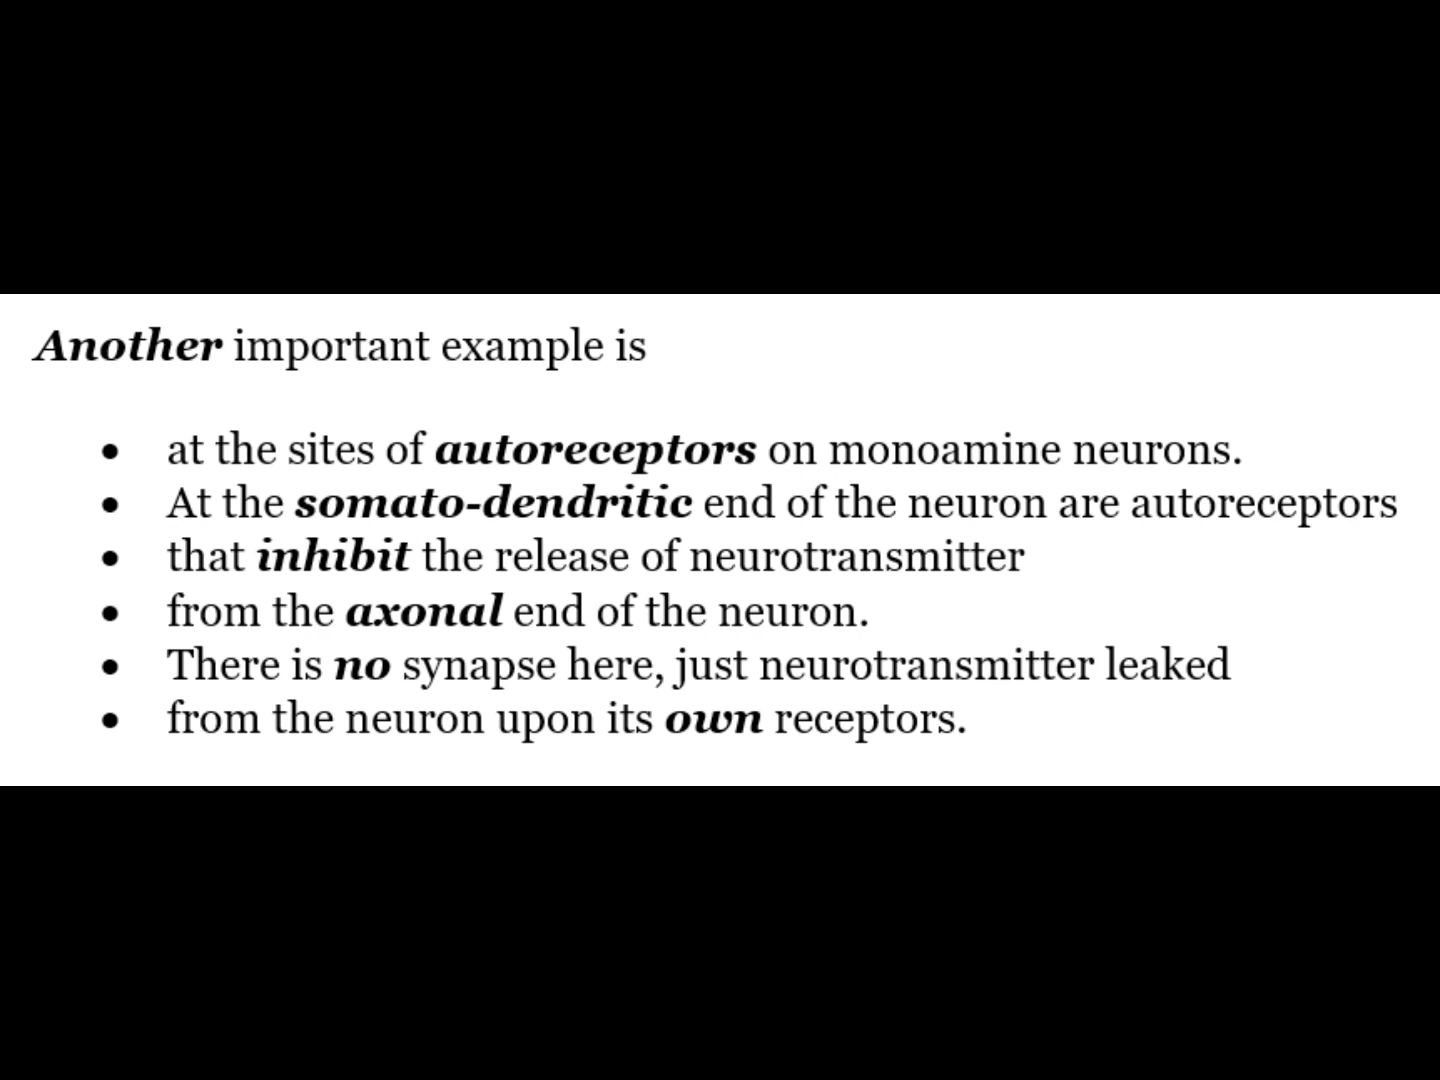 Another important example is
• at the sites of autoreceptors on monoamine neurons.
• At the somato-dendritic end of the neuron are autoreceptors
• that inhibit the release of neurotransmitter
• from the axonal end of the neuron.
• There is no synapse here, just neurotransmitter leaked
• from the neuron upon its own receptors.